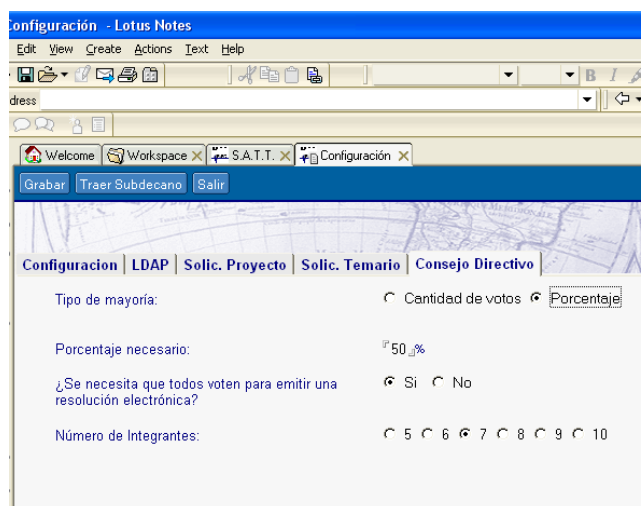 Configuración - Lotus Notes
Edit View Create Actions Text Help
B I
dress
Welcome Workspace S.A.T.T. Configuración
Grabar Traer Subdecano Salir
Configuracion LDAP Solic. Proyecto Solic. Temario Consejo Directivo
Tipo de mayoría: Cantidad de votos Porcentaje
Porcentaje necesario: 50 %
¿Se necesita que todos voten para emitir una Si No
resolución electrónica?
Número de Integrantes: 5 6 7 8 9 10